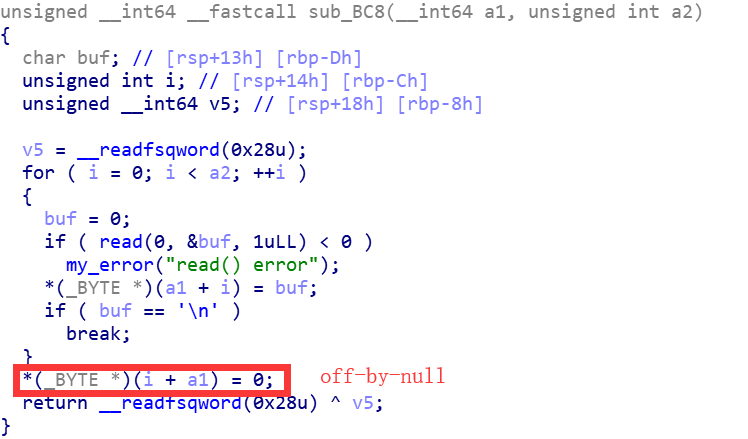 unsigned __int64 __fastcall sub_BC8(__int64 a1, unsigned int a2)
{
  char buf; // [rsp+13h] [rbp-Dh]
  unsigned int i; // [rsp+14h] [rbp-Ch]
  unsigned __int64 v5; // [rsp+18h] [rbp-8h]

  v5 = __readfsqword(0x28u);
  for ( i = 0; i < a2; ++i )
  {
    buf = 0;
    if ( read(0, &buf, 1uLL) < 0 )
      my_error("read() error");
    *(_BYTE *)(a1 + i) = buf;
    if ( buf == '\n' )
      break;
  }
  *(_BYTE *)(i + a1) = 0; off-by-null
  return __readfsqword(0x28u) ^ v5;
}